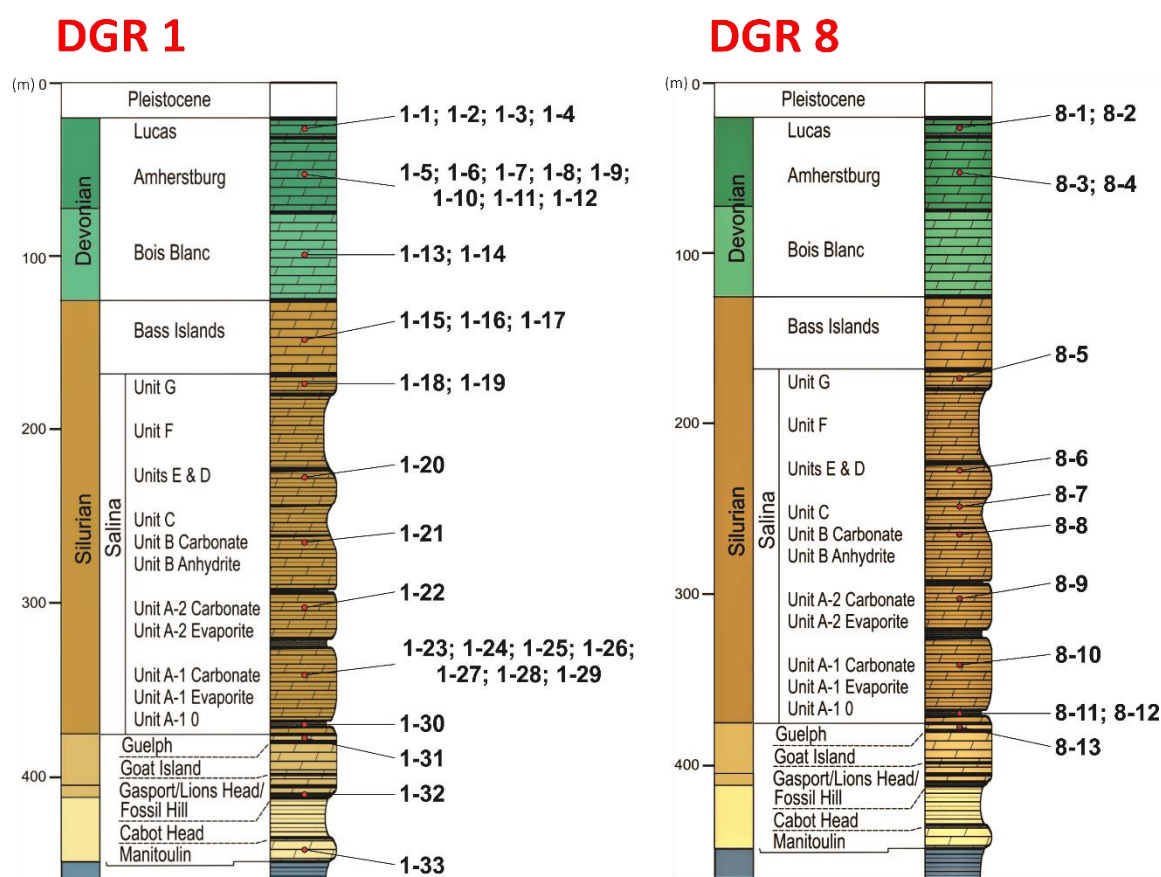 DGR 1
(m) 0
Pleistocene
Lucas
1-1; 1-2; 1-3; 1-4
Amherstburg
1-5; 1-6; 1-7; 1-8; 1-9;
1-10; 1-11; 1-12
Devonian
Bois Blanc
1-13; 1-14
100
Bass Islands
1-15; 1-16; 1-17
Unit G
1-18; 1-19
200
Unit F
Units E & D
1-20
Silurian
Salina
Unit C
Unit B Carbonate
1-21
Unit B Anhydrite
300
Unit A-2 Carbonate
1-22
Unit A-2 Evaporite
1-23; 1-24; 1-25; 1-26;
1-27; 1-28; 1-29
Unit A-1 Carbonate
Unit A-1 Evaporite
Unit A-1 0
1-30
Guelph
1-31
Goat Island
400
Gasport/Lions Head/
Fossil Hill
1-32
Cabot Head
Manitoulin
1-33
DGR 8
(m) 0
Pleistocene
Lucas
8-1; 8-2
Amherstburg
8-3; 8-4
Devonian
Bois Blanc
100
Bass Islands
8-5
Unit G
200
Unit F
Units E & D
8-6
8-7
Silurian
Salina
Unit C
Unit B Carbonate
8-8
Unit B Anhydrite
300
Unit A-2 Carbonate
8-9
Unit A-2 Evaporite
Unit A-1 Carbonate
8-10
Unit A-1 Evaporite
Unit A-1 0
8-11; 8-12
Guelph
8-13
Goat Island
400
Gasport/Lions Head/
Fossil Hill
Cabot Head
Manitoulin